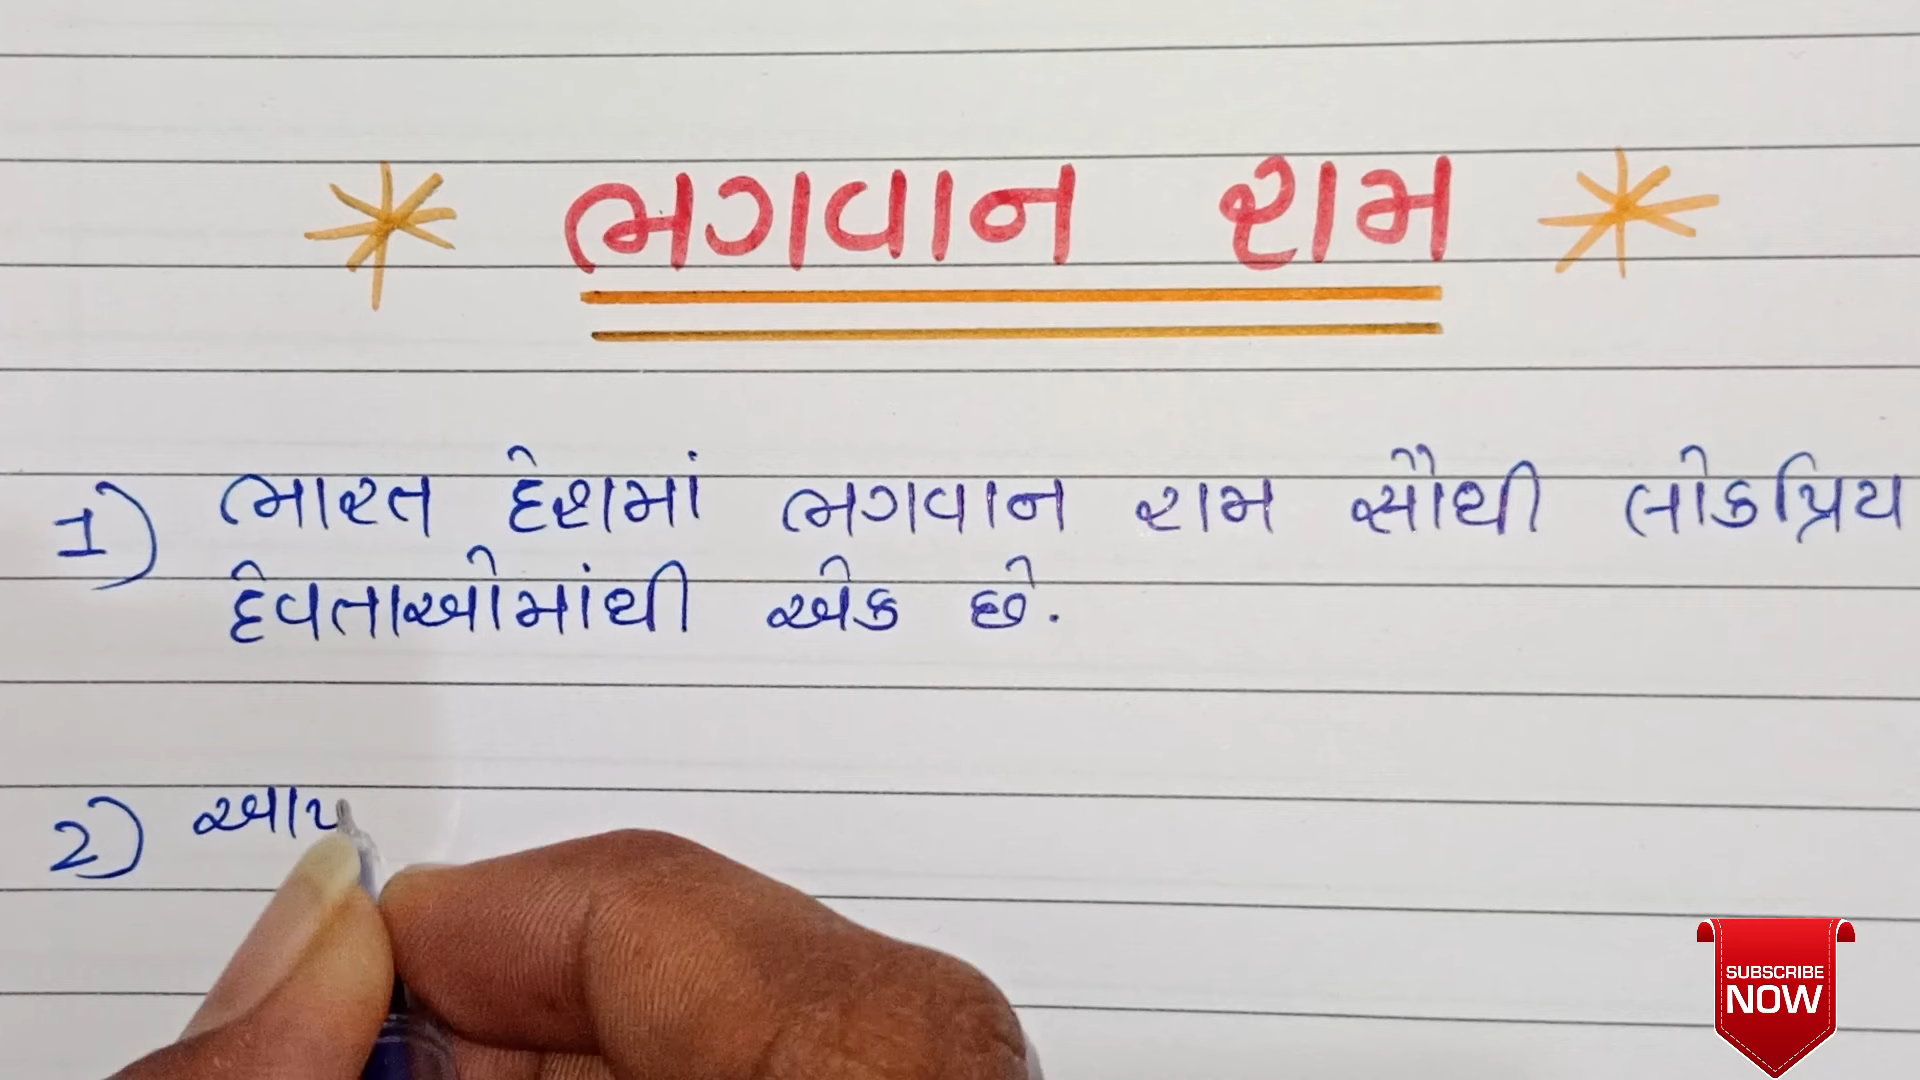 ભગવાન રામ
1) ભારત દેશમાં ભગવાન રામ સૌથી લોકપ્રિય
દેવતાઓમાંથી એક છે.
2)
SUBSCRIBE
NOW